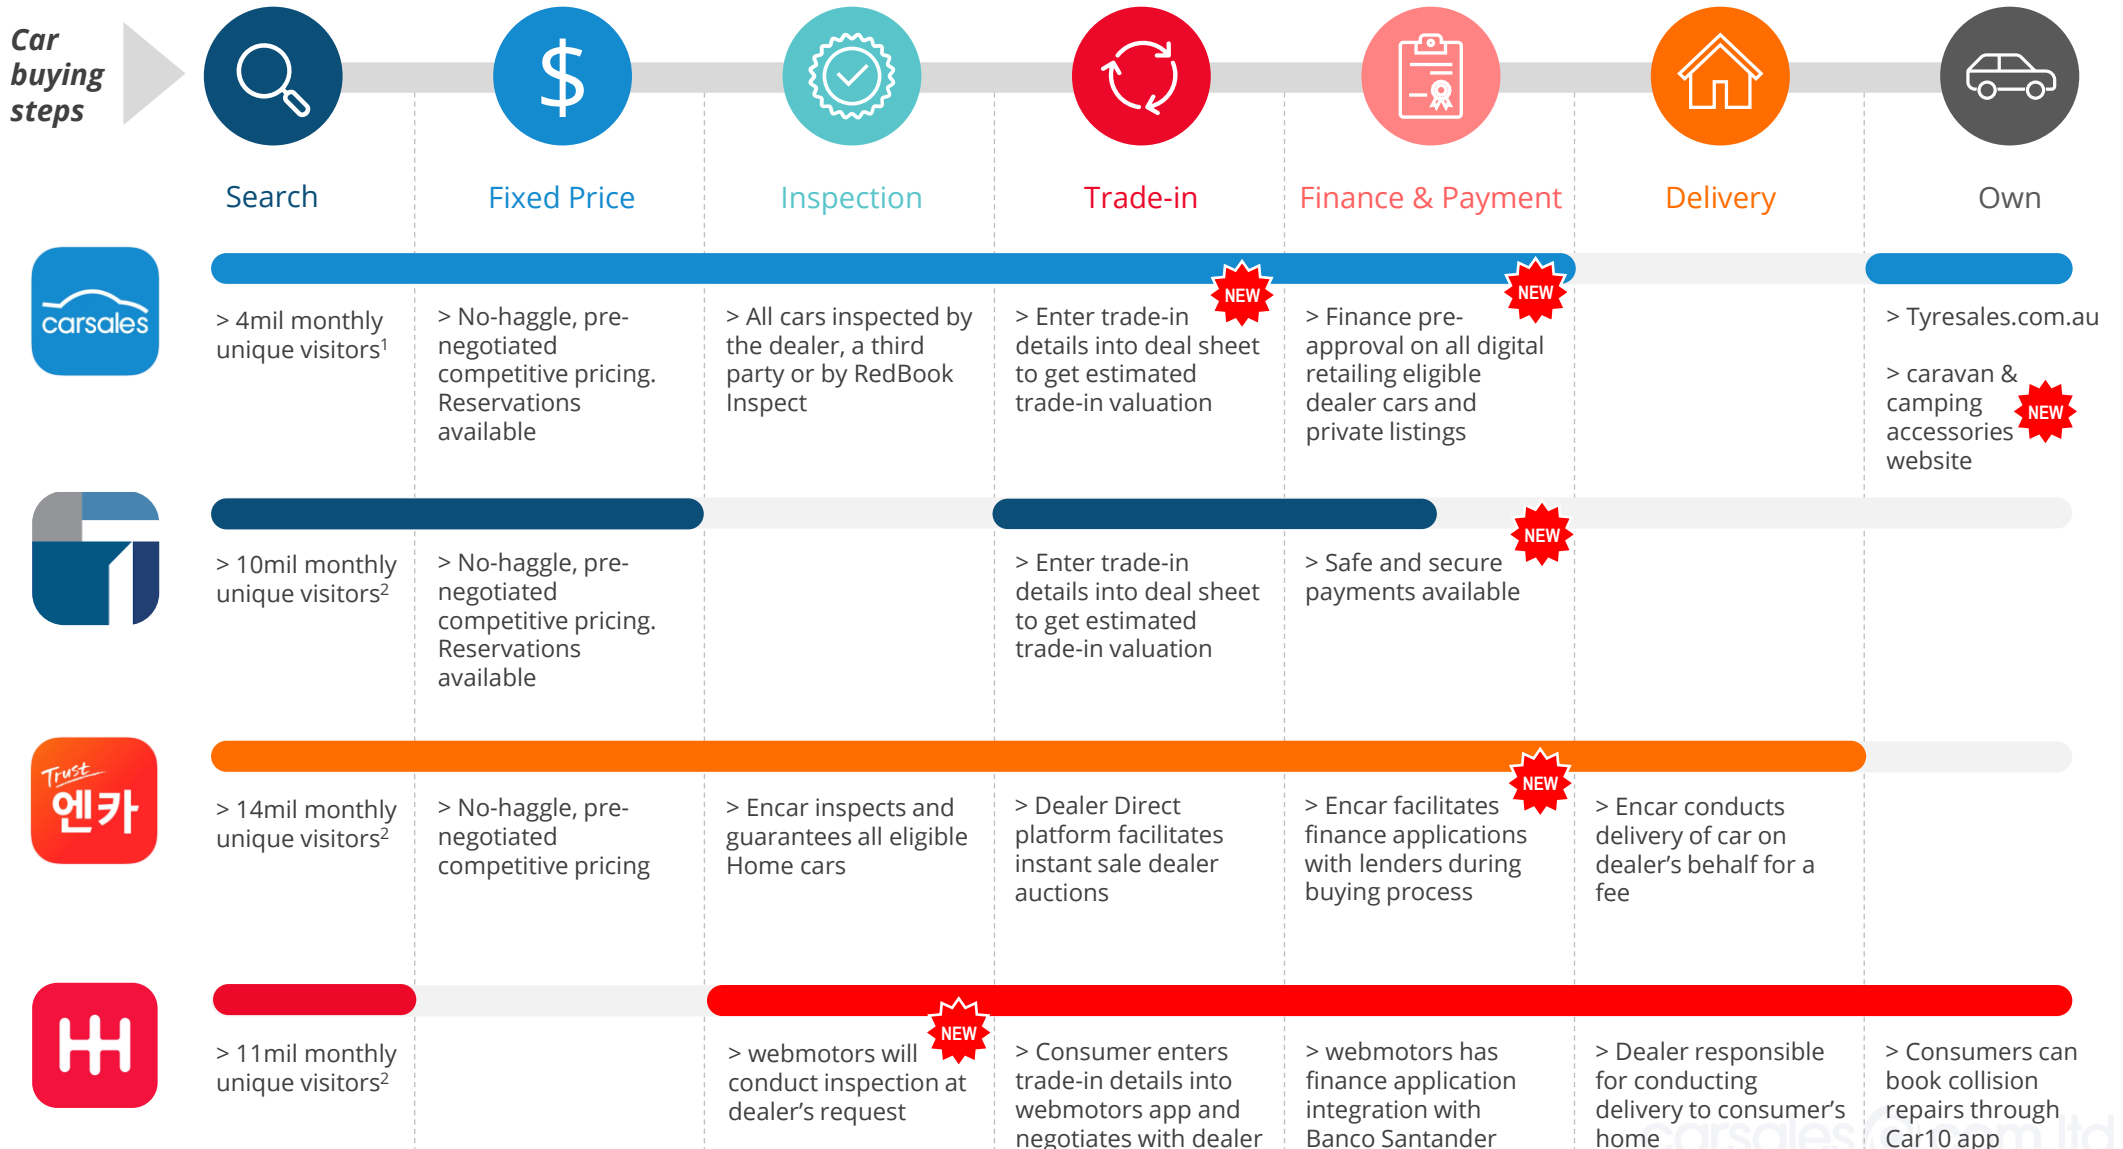 Car
buying
steps
$
Search
Fixed Price
Inspection
Trade-in
Finance & Payment
Delivery
Own
carsales
NEW
NEW
> 4mil monthly
unique visitors1
> No-haggle, pre-
negotiated
competitive pricing.
Reservations
available
> All cars inspected by
the dealer, a third
party or by RedBook
Inspect
> Enter trade-in
details into deal sheet
to get estimated
trade-in valuation
> Finance pre-
approval on all digital
retailing eligible
dealer cars and
private listings
> Tyresales.com.au
> caravan &
camping
accessories
website
NEW
NEW
> 10mil monthly
unique visitors2
> No-haggle, pre-
negotiated
competitive pricing.
Reservations
available
> Enter trade-in
details into deal sheet
to get estimated
trade-in valuation
> Safe and secure
payments available
Trust
엔카
NEW
> 14mil monthly
unique visitors2
> No-haggle, pre-
negotiated
competitive pricing
> Encar inspects and
guarantees all eligible
Home cars
> Dealer Direct
platform facilitates
instant sale dealer
auctions
> Encar facilitates
finance applications
with lenders during
buying process
> Encar conducts
delivery of car on
dealer's behalf for a
fee
NEW
> 11mil monthly
unique visitors2
> webmotors will
conduct inspection at
dealer's request
> Consumer enters
trade-in details into
webmotors app and
negotiates with dealer
> webmotors has
finance application
integration with
Banco Santander
> Dealer responsible
for conducting
delivery to consumer's
home
> Consumers can
book collision
repairs through
Car10 app
carsales.com ltd